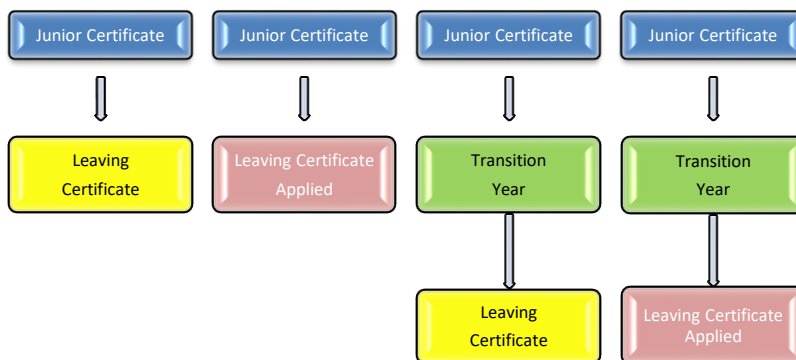 Junior Certificate
Junior Certificate
Junior Certificate
Junior Certificate
Leaving
Certificate
Leaving Certificate
Applied
Transition
Year
Transition
Year
Leaving
Certificate
Leaving Certificate
Applied